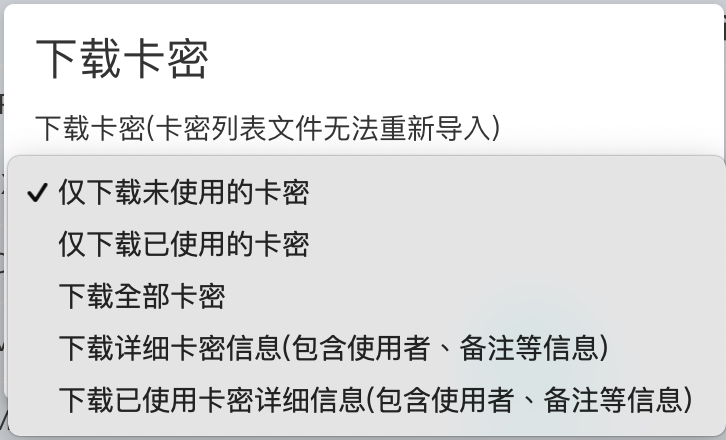 下载卡密
下载卡密(卡密列表文件无法重新导入)
仅下载未使用的卡密
仅下载已使用的卡密
下载全部卡密
下载详细卡密信息(包含使用者、备注等信息)
下载已使用卡密详细信息(包含使用者、备注等信息)